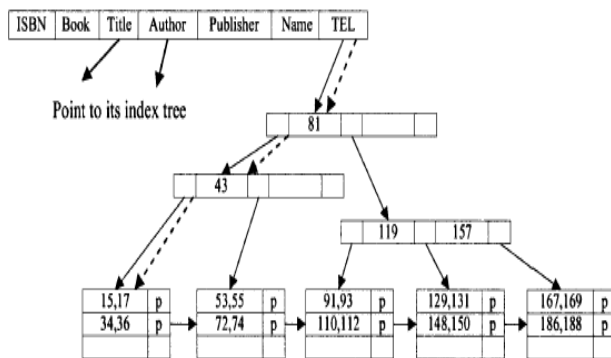 ISBN Book Title Author Publisher Name TEL
Point to its index tree
81
43
119 157
15,17 p 53,55 p 91,93 p 129,131 p 167,169 p
34,36 p 72,74 p 110,112 p 148,150 p 186,188 p